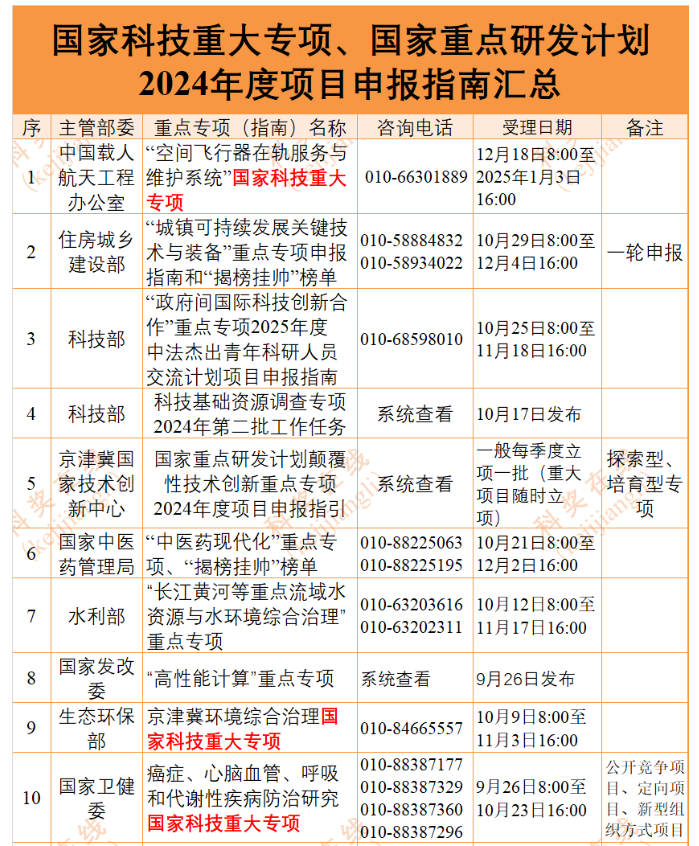 国家科技重大专项、国家重点研发计划
2024年度项目申报指南汇总
序 主管部委 重点专项（指南）名称 咨询电话 受理日期 备注
1
中国载人
航天工程
办公室
“空间飞行器在轨服务与
维护系统”国家科技重大
专项
010-66301889
12月18日8:00至
2025年1月3日
16:00
2
住房城乡
建设部
“城镇可持续发展关键技
术与装备”重点专项申报
指南和“揭榜挂帅”榜单
010-58884832
010-58934022
10月29日8:00至
12月4日16:00
一轮申报
3
科技部
“政府间国际科技创新合
作”重点专项2025年度
中法杰出青年科研人员
交流计划项目申报指南
010-68598010
10月25日8:00至
11月18日16:00
4
科技部
科技基础资源调查专项
2024年第二批工作任务
系统查看
10月17日发布
5
京津冀国
家技术创
新中心
国家重点研发计划颠覆
性技术创新重点专项
2024年度项目申报指引
系统查看
一般每季度立
项一批（重大
项目随时立
项）
探索型、
培育型专
项
6
国家中医
药管理局
“中医药现代化”重点专
项、“揭榜挂帅”榜单
010-88225063
010-88225195
10月21日8:00至
12月2日16:00
7
水利部
“长江黄河等重点流域水
资源与水环境综合治理”
重点专项
010-63203616
010-63202311
10月12日8:00至
11月17日16:00
8
国家发改
委
“高性能计算”重点专项
系统查看
9月26日发布
9
生态环保
部
京津冀环境综合治理国
家科技重大专项
010-84665557
10月9日8:00至
11月3日16:00
10
国家卫健
委
癌症、心脑血管、呼吸
和代谢性疾病防治研究
国家科技重大专项
010-88387177
010-88387329
010-88387360
010-88387296
9月26日8:00至
10月23日16:00
公开竞争项
目、定向项
目、新型组
织方式项目
科奖在线
(kejijiangli)
科奖在线
(kejijiangli)
科奖在线
(kejijiangli)
科奖在线
(kejijiangli)
科奖在线
(kejijiangli)
科奖在线
(kejijiangli)